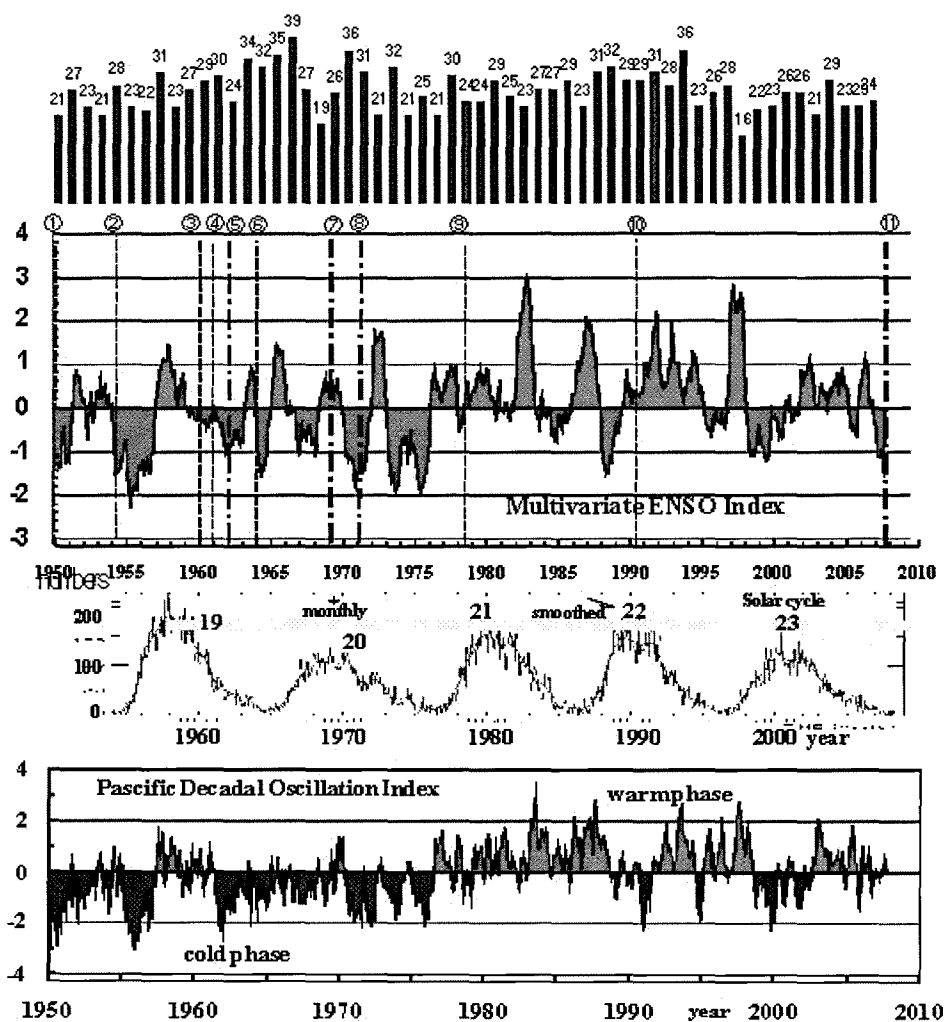 21 27 23 21 28 23 22 31 23 27 29 30 24 34 32 35 39 27 19 26 36 31 21 32 21 25 21 30 24 24 29 25 23 27 27 29 23 31 32 29 29 31 28 36 23 26 28 16 22 23 26 26 21 29 23 23 24
① ② ③ ④ ⑤ ⑥ ⑦ ⑧ ⑨ ⑩ ⑪
4
3
2
1
0
-1
-2
-3
Multivariate ENSO Index
1950 1955 1960 1965 1970 1975 1980 1985 1990 1995 2000 2005 2010
numbers
200
100
0
19
monthly
20
21
smoothed
22
Solar cycle
23
1960 1970 1980 1990 2000 year
4
2
0
-2
-4
Pascific Decadal Oscillation Index
warm phase
cold phase
1950 1960 1970 1980 1990 year 2000 2010